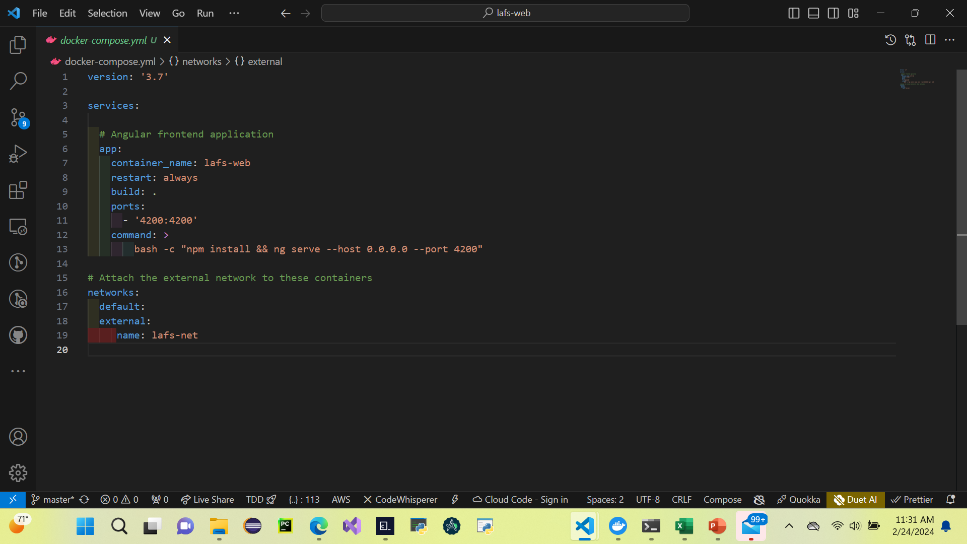 File Edit Selection View Go Run ··· lafs-web
docker-compose.yml U
docker-compose.yml > {} networks > {} external
1 version: '3.7'
2
3 services:
4
5 # Angular frontend application
6 app:
7 container_name: lafs-web
8 restart: always
9 build: .
10 ports:
11 - '4200:4200'
12 command: >
13 bash -c "npm install && ng serve --host 0.0.0.0 --port 4200"
14
15 # Attach the external network to these containers
16 networks:
17 default:
18 external:
19 name: lafs-net
20
9
master* 0 0 0 Live Share TDD {..} : 113 AWS CodeWhisperer Cloud Code - Sign in Spaces: 2 UTF-8 CRLF Compose Quokka Duet AI Prettier
71° PC EL 99+ 11:31 AM
2/24/2024